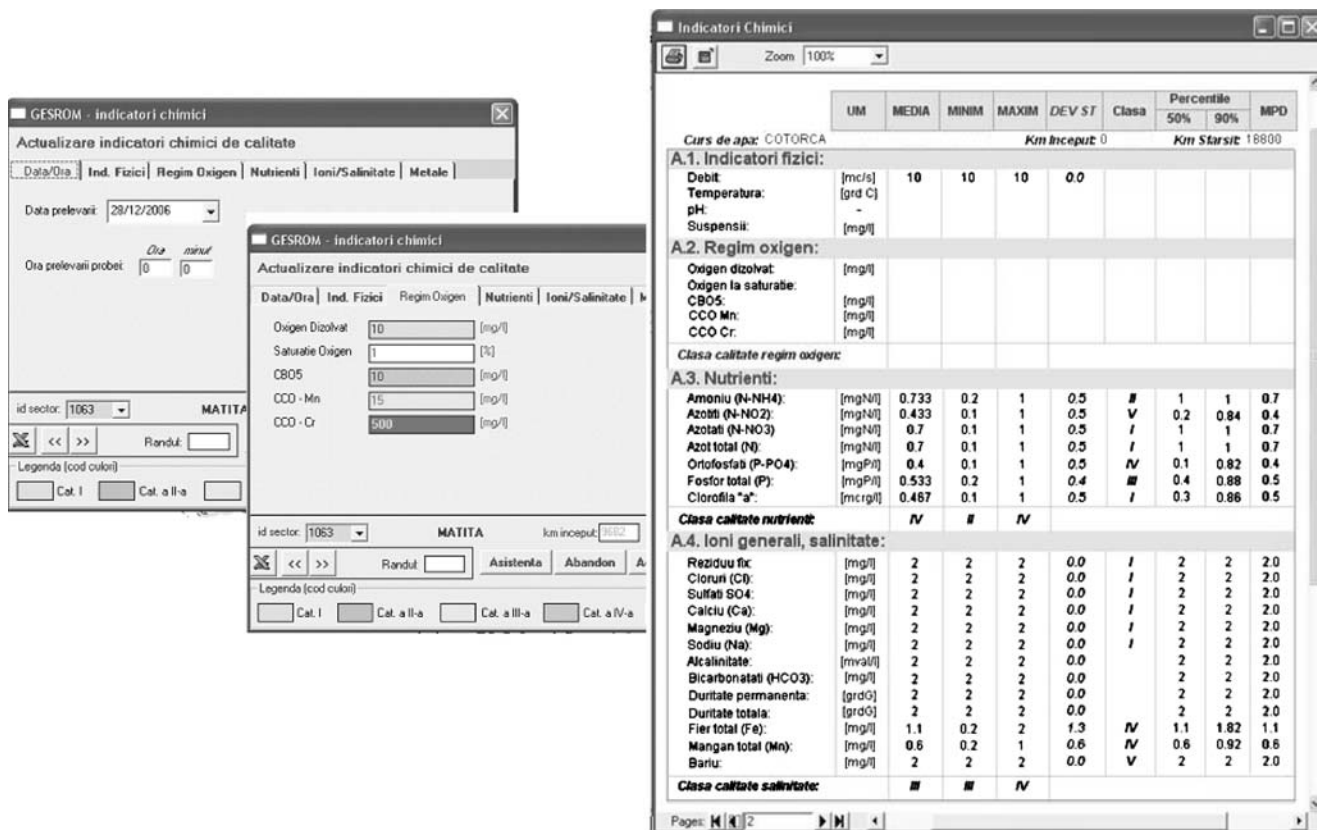 GESROM - indicatori chimici
Actualizare indicatori chimici de calitate
Data/Ora Ind. Fizici Regim Oxigen Nutrienti Ioni/Salinitate Metale
Data prelevarii: 28/12/2006
Ora minut
Ora prelevarii probei: 0 0
id sector: 1063 MATITA
<< >> Randul:
Legenda (cod culori)
Cat. I Cat. a II-a
GESROM - indicatori chimici
Actualizare indicatori chimici de calitate
Data/Ora Ind. Fizici Regim Oxigen Nutrienti Ioni/Salinitate M
Oxigen Dizolvat 10 [mg/l]
Saturatie Oxigen 1 [%]
CBO5 10 [mg/l]
CCO - Mn 15 [mg/l]
CCO - Cr 500 [mg/l]
id sector: 1063 MATITA km inceput: 9682
<< >> Randul: Asistenta Abandon A
Legenda (cod culori)
Cat. I Cat. a II-a Cat. a III-a Cat. a IV-a
Indicatori Chimici
Zoom 100%
UM MEDIA MINIM MAXIM DEV ST Clasa Percentile MPD
50% 90%
Curs de apa: COTORCA Km Inceput: 0 Km Sfarsit: 18800
A.1. Indicatori fizici:
Debit: [mc/s] 10 10 10 0.0
Temperatura: [grd C]
pH: -
Suspensii: [mg/l]
A.2. Regim oxigen:
Oxigen dizolvat: [mg/l]
Oxigen la saturatie:
CBO5: [mg/l]
CCO Mn: [mg/l]
CCO Cr: [mg/l]
Clasa calitate regim oxigen:
A.3. Nutrienti:
Amoniu (N-NH4): [mgN/l] 0.733 0.2 1 0.5 II 1 1 0.7
Azotiti (N-NO2): [mgN/l] 0.433 0.1 1 0.5 V 0.2 0.84 0.4
Azotati (N-NO3) [mgN/l] 0.7 0.1 1 0.5 I 1 1 0.7
Azot total (N): [mgN/l] 0.7 0.1 1 0.5 I 1 1 0.7
Ortofosfati (P-PO4): [mgP/l] 0.4 0.1 1 0.5 IV 0.1 0.82 0.4
Fosfor total (P): [mgP/l] 0.533 0.2 1 0.4 III 0.4 0.88 0.5
Clorofila "a": [mcrg/l] 0.467 0.1 1 0.5 I 0.3 0.86 0.5
Clasa calitate nutrienti: IV II IV
A.4. Ioni generali, salinitate:
Reziduu fix: [mg/l] 2 2 2 0.0 I 2 2 2.0
Cloruri (Cl): [mg/l] 2 2 2 0.0 I 2 2 2.0
Sulfati SO4: [mg/l] 2 2 2 0.0 I 2 2 2.0
Calciu (Ca): [mg/l] 2 2 2 0.0 I 2 2 2.0
Magneziu (Mg): [mg/l] 2 2 2 0.0 I 2 2 2.0
Sodiu (Na): [mg/l] 2 2 2 0.0 I 2 2 2.0
Alcalinitate: [mval/l] 2 2 2 0.0 2 2 2.0
Bicarbonatati (HCO3): [mg/l] 2 2 2 0.0 2 2 2.0
Duritate permanenta: [grdG] 2 2 2 0.0 2 2 2.0
Duritate totala: [grdG] 2 2 2 0.0 2 2 2.0
Fier total (Fe): [mg/l] 1.1 0.2 2 1.3 IV 1.1 1.82 1.1
Mangan total (Mn): [mg/l] 0.6 0.2 1 0.6 IV 0.6 0.92 0.6
Bariu: [mg/l] 2 2 2 0.0 V 2 2 2.0
Clasa calitate salinitate: III III IV
Pages: 2